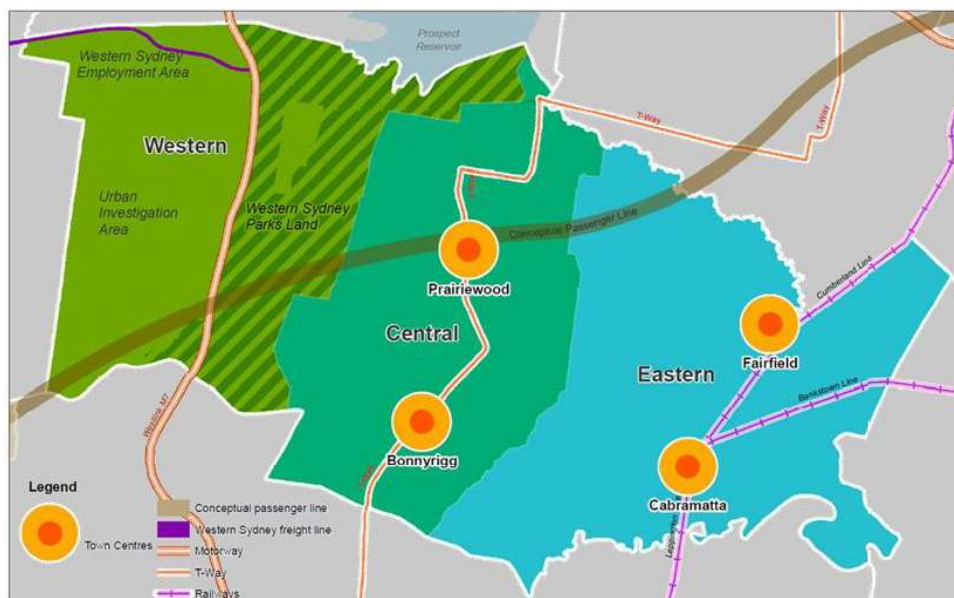 Prospect
Reservoir
Western Sydney
Employment Area
Western
Urban
Investigation
Area
Western Sydney
Parks Land
T-Way
T-Way
Conceptual Passenger Line
Prairiewood
Central
Bonnyrigg
Eastern
Cumberland Line
Fairfield
Bankstown Line
Cabramatta
Westlink M7
Legend
Town Centres
Conceptual passenger line
Western Sydney freight line
Motorway
T-Way
Railways